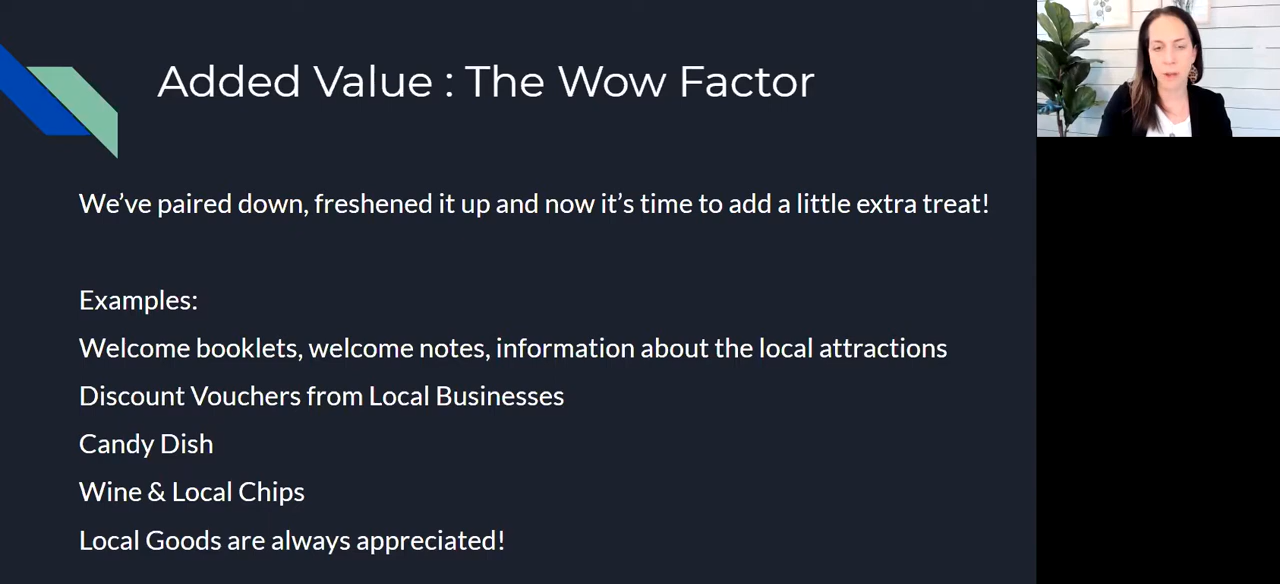 Added Value : The Wow Factor
We’ve paired down, freshened it up and now it’s time to add a little extra treat!
Examples:
Welcome booklets, welcome notes, information about the local attractions
Discount Vouchers from Local Businesses
Candy Dish
Wine & Local Chips
Local Goods are always appreciated!